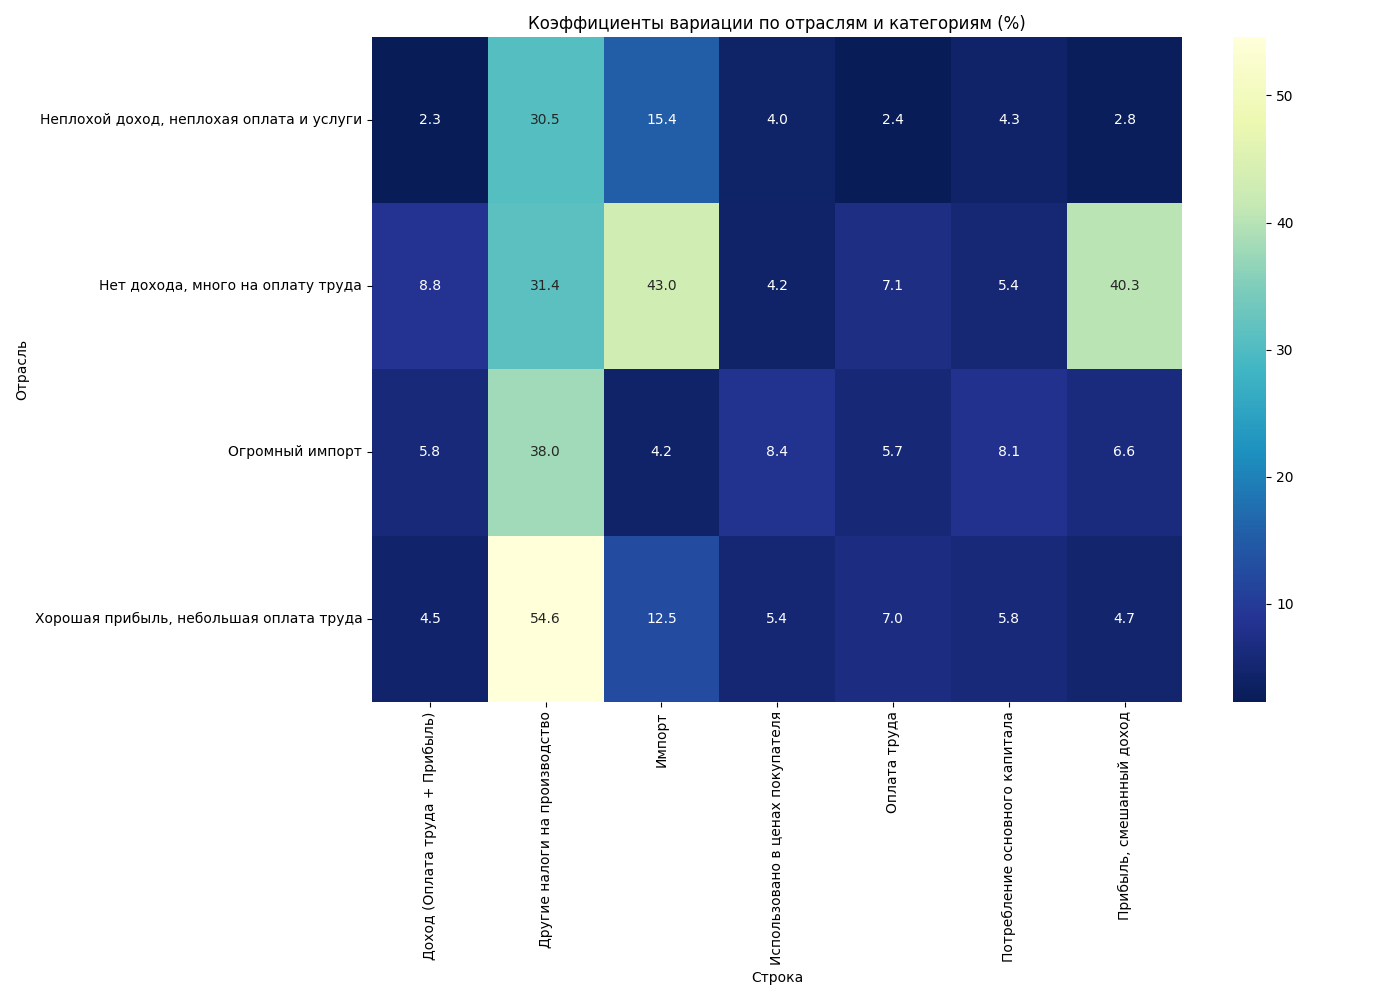 Коэффициенты вариации по отраслям и категориям (%)
Неплохой доход, неплохая оплата и услуги
2.3 30.5 15.4 4.0 2.4 4.3 2.8
Нет дохода, много на оплату труда
8.8 31.4 43.0 4.2 7.1 5.4 40.3
Огромный импорт
5.8 38.0 4.2 8.4 5.7 8.1 6.6
Хорошая прибыль, небольшая оплата труда
4.5 54.6 12.5 5.4 7.0 5.8 4.7
Отрасль
Доход (Оплата труда + Прибыль)
Другие налоги на производство
Импорт
Использовано в ценах покупателя
Оплата труда
Потребление основного капитала
Прибыль, смешанный доход
Строка
50
40
30
20
10